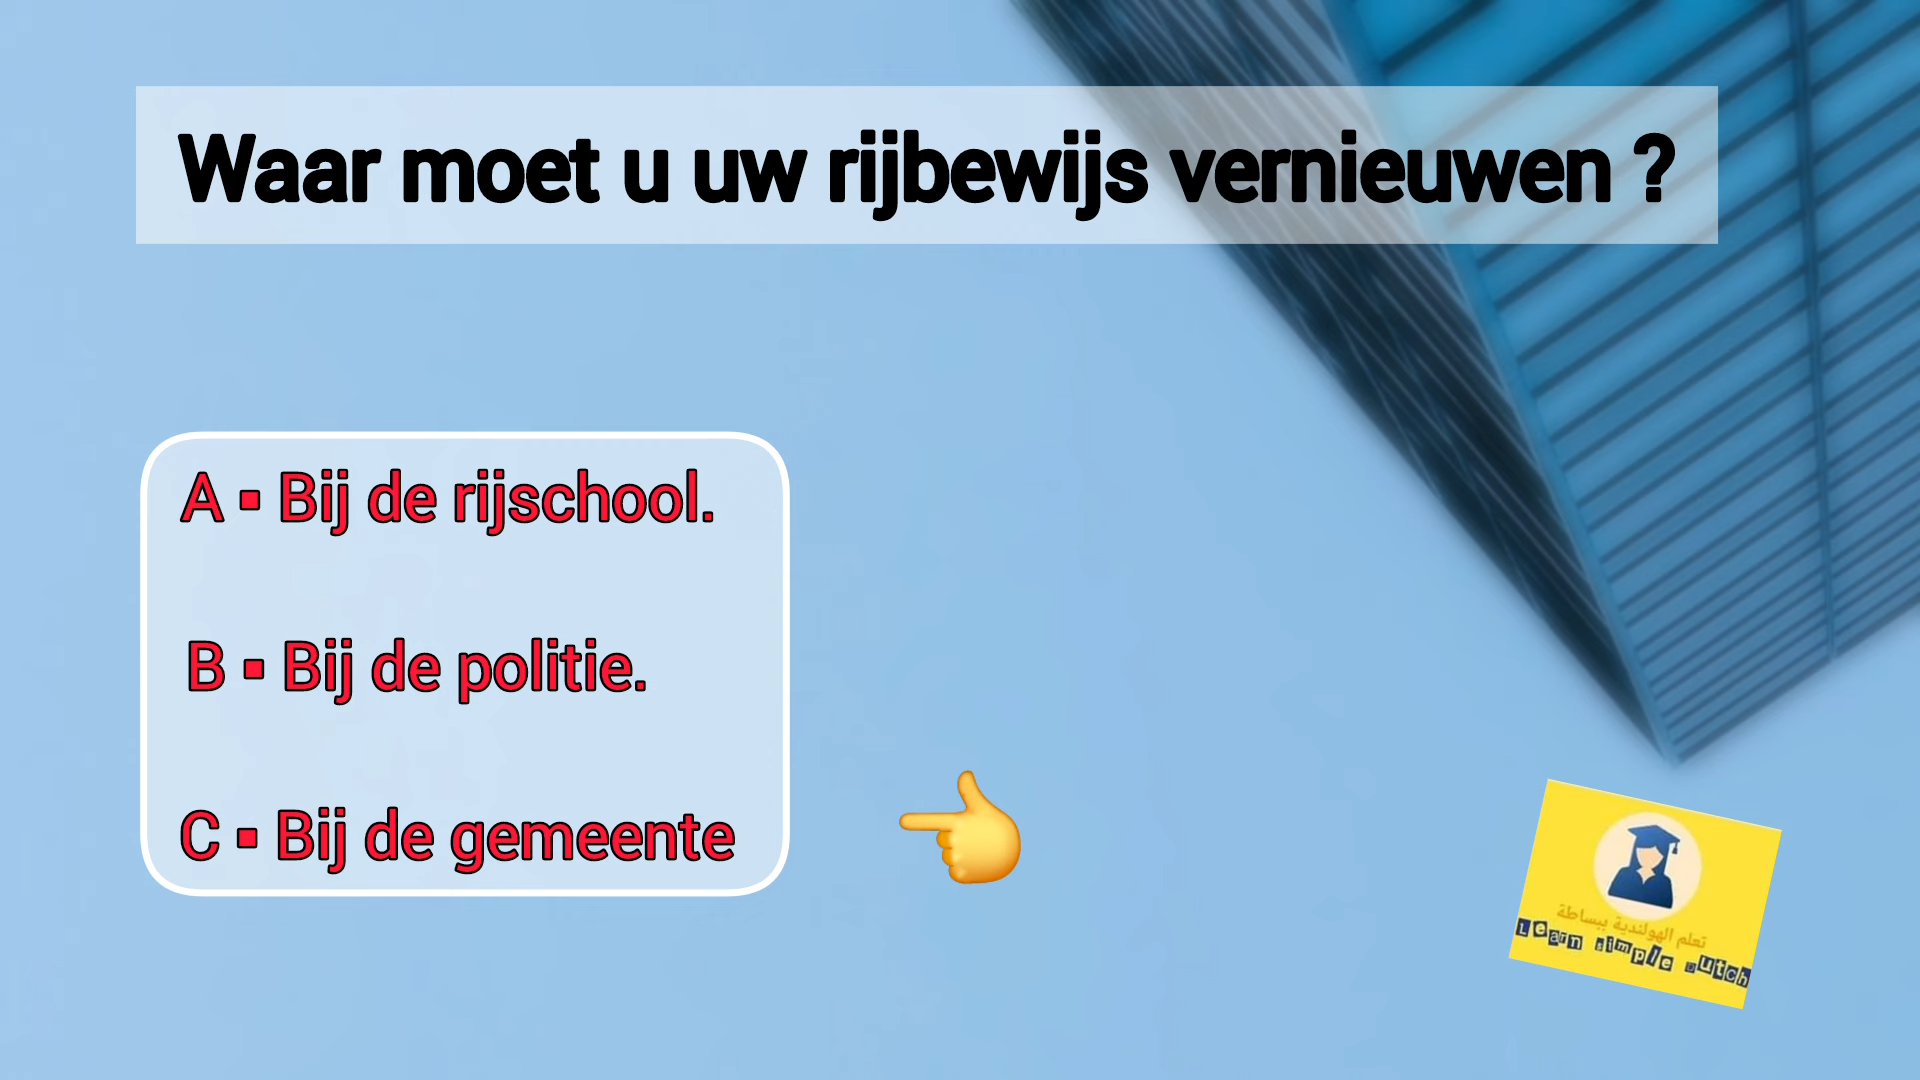 Waar moet u uw rijbewijs vernieuwen ?
A ▪ Bij de rijschool.
B ▪ Bij de politie.
C ▪ Bij de gemeente
تعلم الهولندية ببساطة
Learn simple Dutch